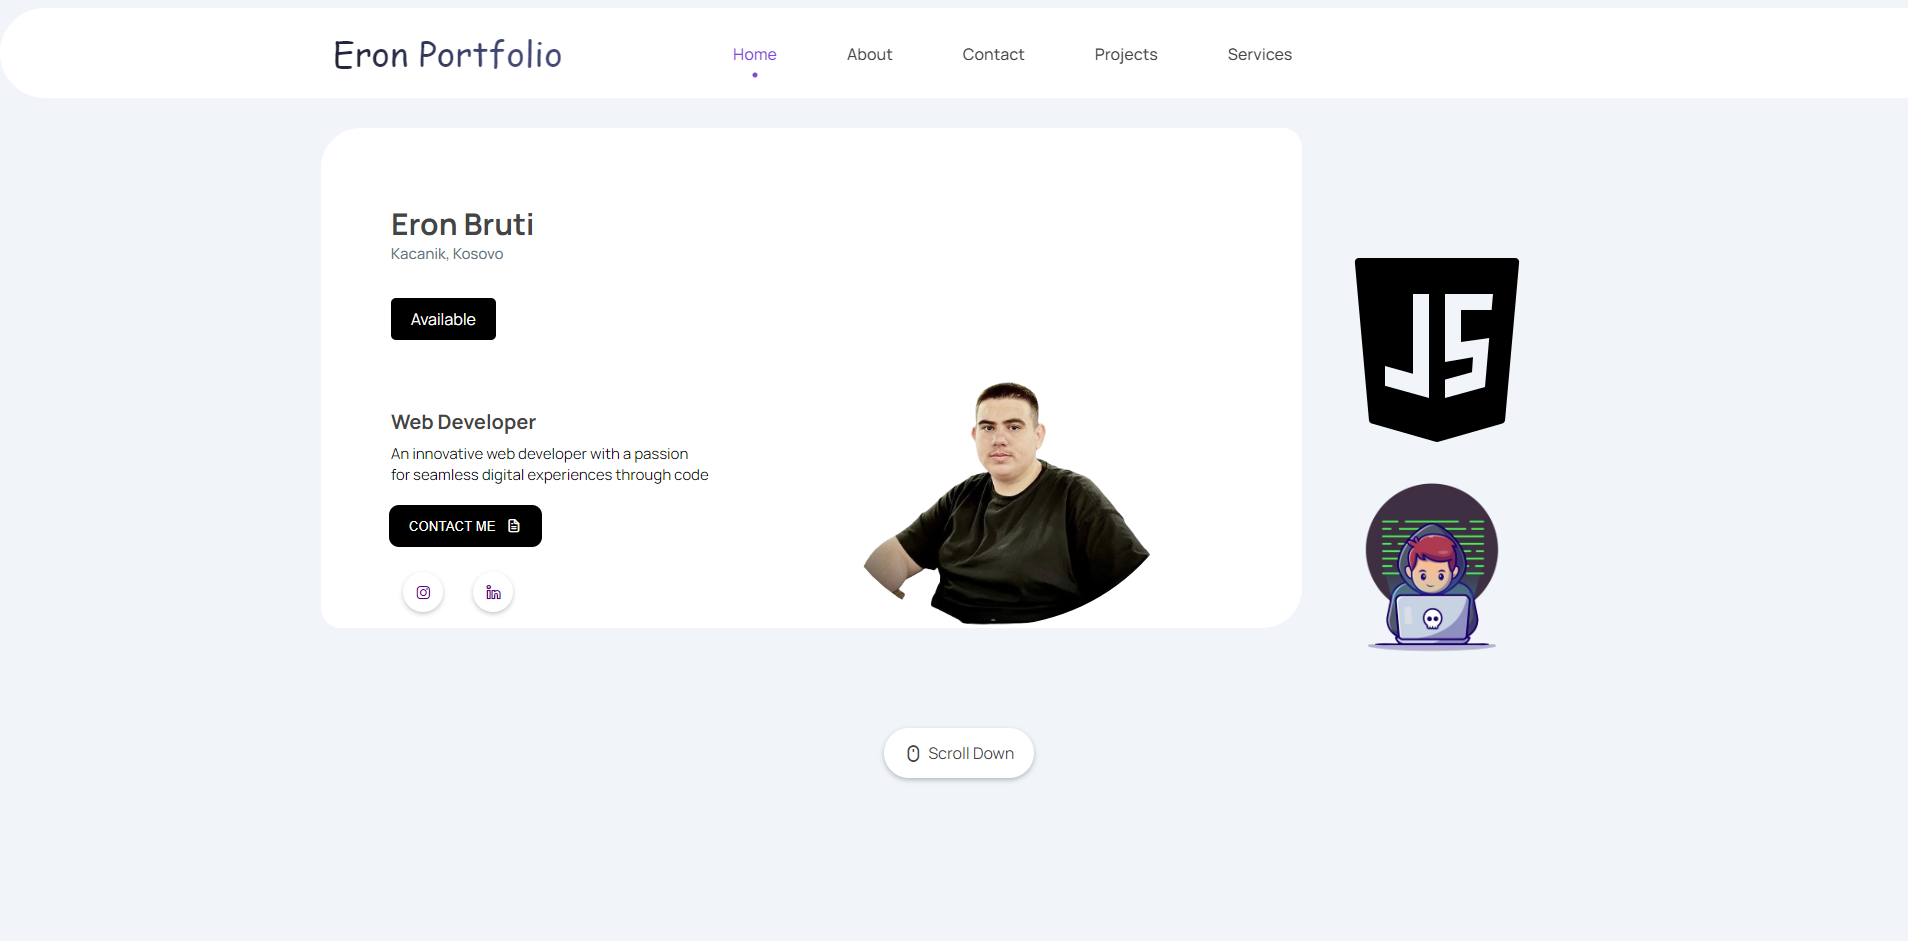 Eron Portfolio
Home
About
Contact
Projects
Services
Eron Bruti
Kacanik, Kosovo
Available
Web Developer
An innovative web developer with a passion
for seamless digital experiences through code
CONTACT ME
in
JS
Scroll Down